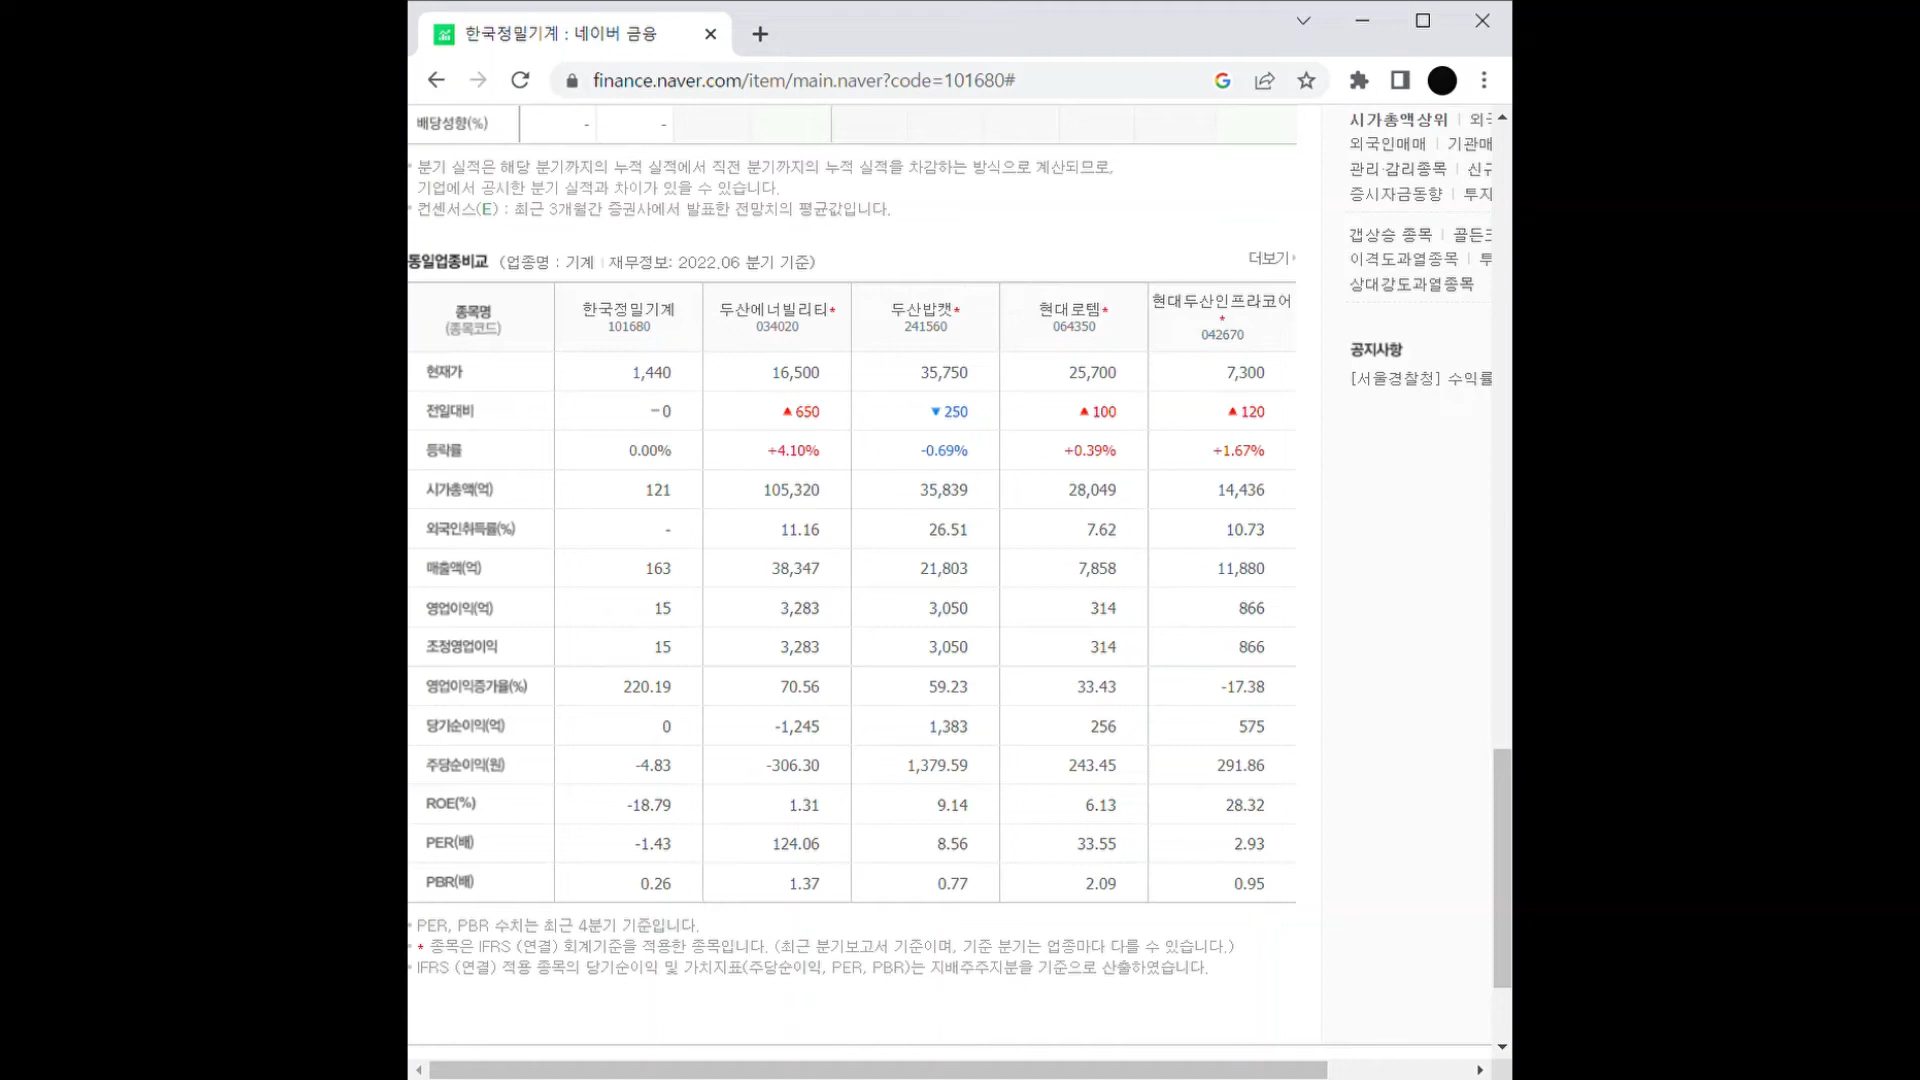 한국정밀기계 : 네이버 금융
finance.naver.com/item/main.naver?code=101680#
배당성향(%) - -
분기 실적은 해당 분기까지의 누적 실적에서 직전 분기까지의 누적 실적을 차감하는 방식으로 계산되므로,
기업에서 공시한 분기 실적과 차이가 있을 수 있습니다.
컨센서스(E) : 최근 3개월간 증권사에서 발표한 전망치의 평균값입니다.
동일업종비교 (업종명 : 기계 | 재무정보: 2022.06 분기 기준)
더보기
종목명 한국정밀기계 두산에너빌리티* 두산밥캣* 현대로템* 현대두산인프라코어*
(종목코드) 101680 034020 241560 064350 042670
현재가 1,440 16,500 35,750 25,700 7,300
전일대비 −0 ▲650 ▼250 ▲100 ▲120
등락률 0.00% +4.10% -0.69% +0.39% +1.67%
시가총액(억) 121 105,320 35,839 28,049 14,436
외국인취득률(%) - 11.16 26.51 7.62 10.73
매출액(억) 163 38,347 21,803 7,858 11,880
영업이익(억) 15 3,283 3,050 314 866
조정영업이익 15 3,283 3,050 314 866
영업이익증가율(%) 220.19 70.56 59.23 33.43 -17.38
당기순이익(억) 0 -1,245 1,383 256 575
주당순이익(원) -4.83 -306.30 1,379.59 243.45 291.86
ROE(%) -18.79 1.31 9.14 6.13 28.32
PER(배) -1.43 124.06 8.56 33.55 2.93
PBR(배) 0.26 1.37 0.77 2.09 0.95
PER, PBR 수치는 최근 4분기 기준입니다.
* 종목은 IFRS (연결) 회계기준을 적용한 종목입니다. (최근 분기보고서 기준이며, 기준 분기는 업종마다 다를 수 있습니다.)
IFRS (연결) 적용 종목의 당기순이익 및 가치지표(주당순이익, PER, PBR)는 지배주주지분을 기준으로 산출하였습니다.
시가총액상위 | 외국
외국인매매 | 기관매
관리·감리종목 | 신규
증시자금동향 | 투자
갭상승 종목 | 골든
이격도과열종목 | 투
상대강도과열종목
공지사항
[서울경찰청] 수익률